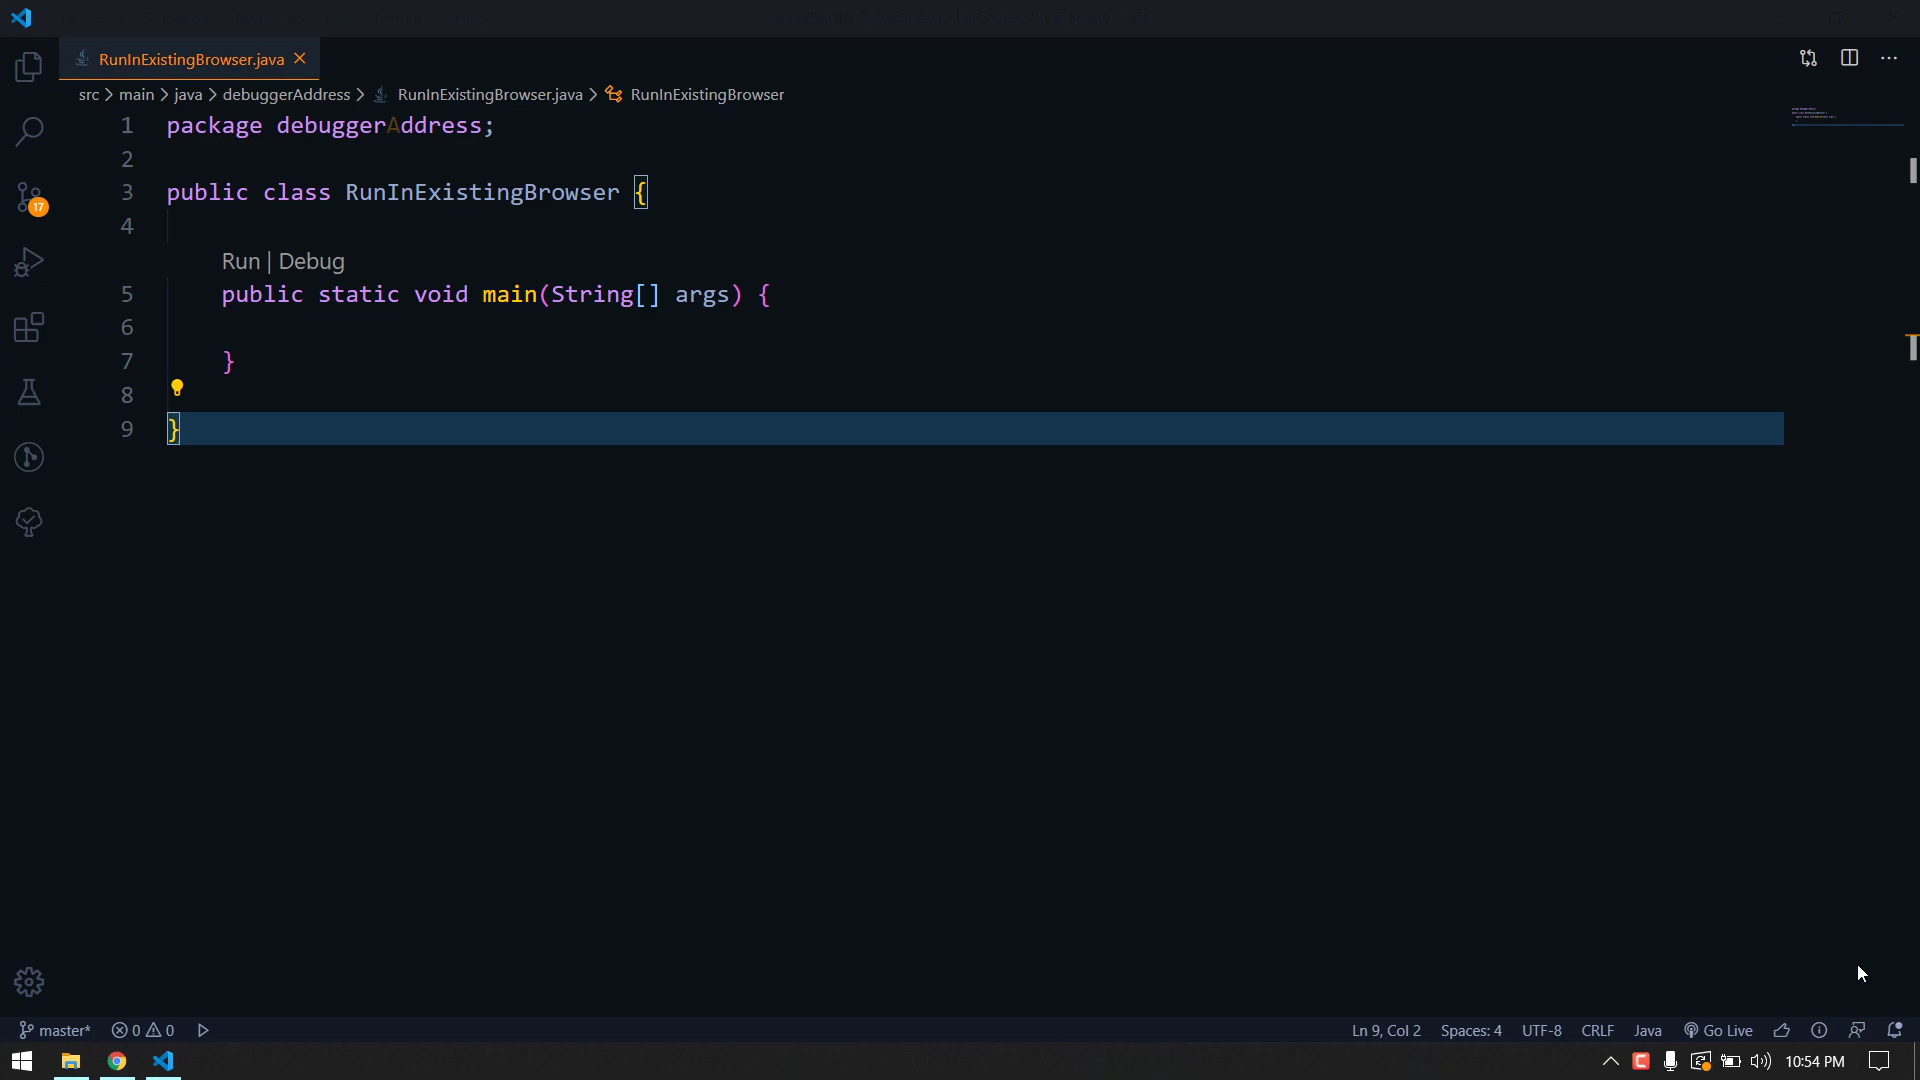 RunInExistingBrowser.java
src > main > java > debuggerAddress > RunInExistingBrowser.java > RunInExistingBrowser
1 package debuggerAddress;
2
3 public class RunInExistingBrowser {
4
Run | Debug
5 public static void main(String[] args) {
6
7 }
8
9 }
17
master* 0 0 Ln 9, Col 2 Spaces: 4 UTF-8 CRLF Java Go Live
10:54 PM